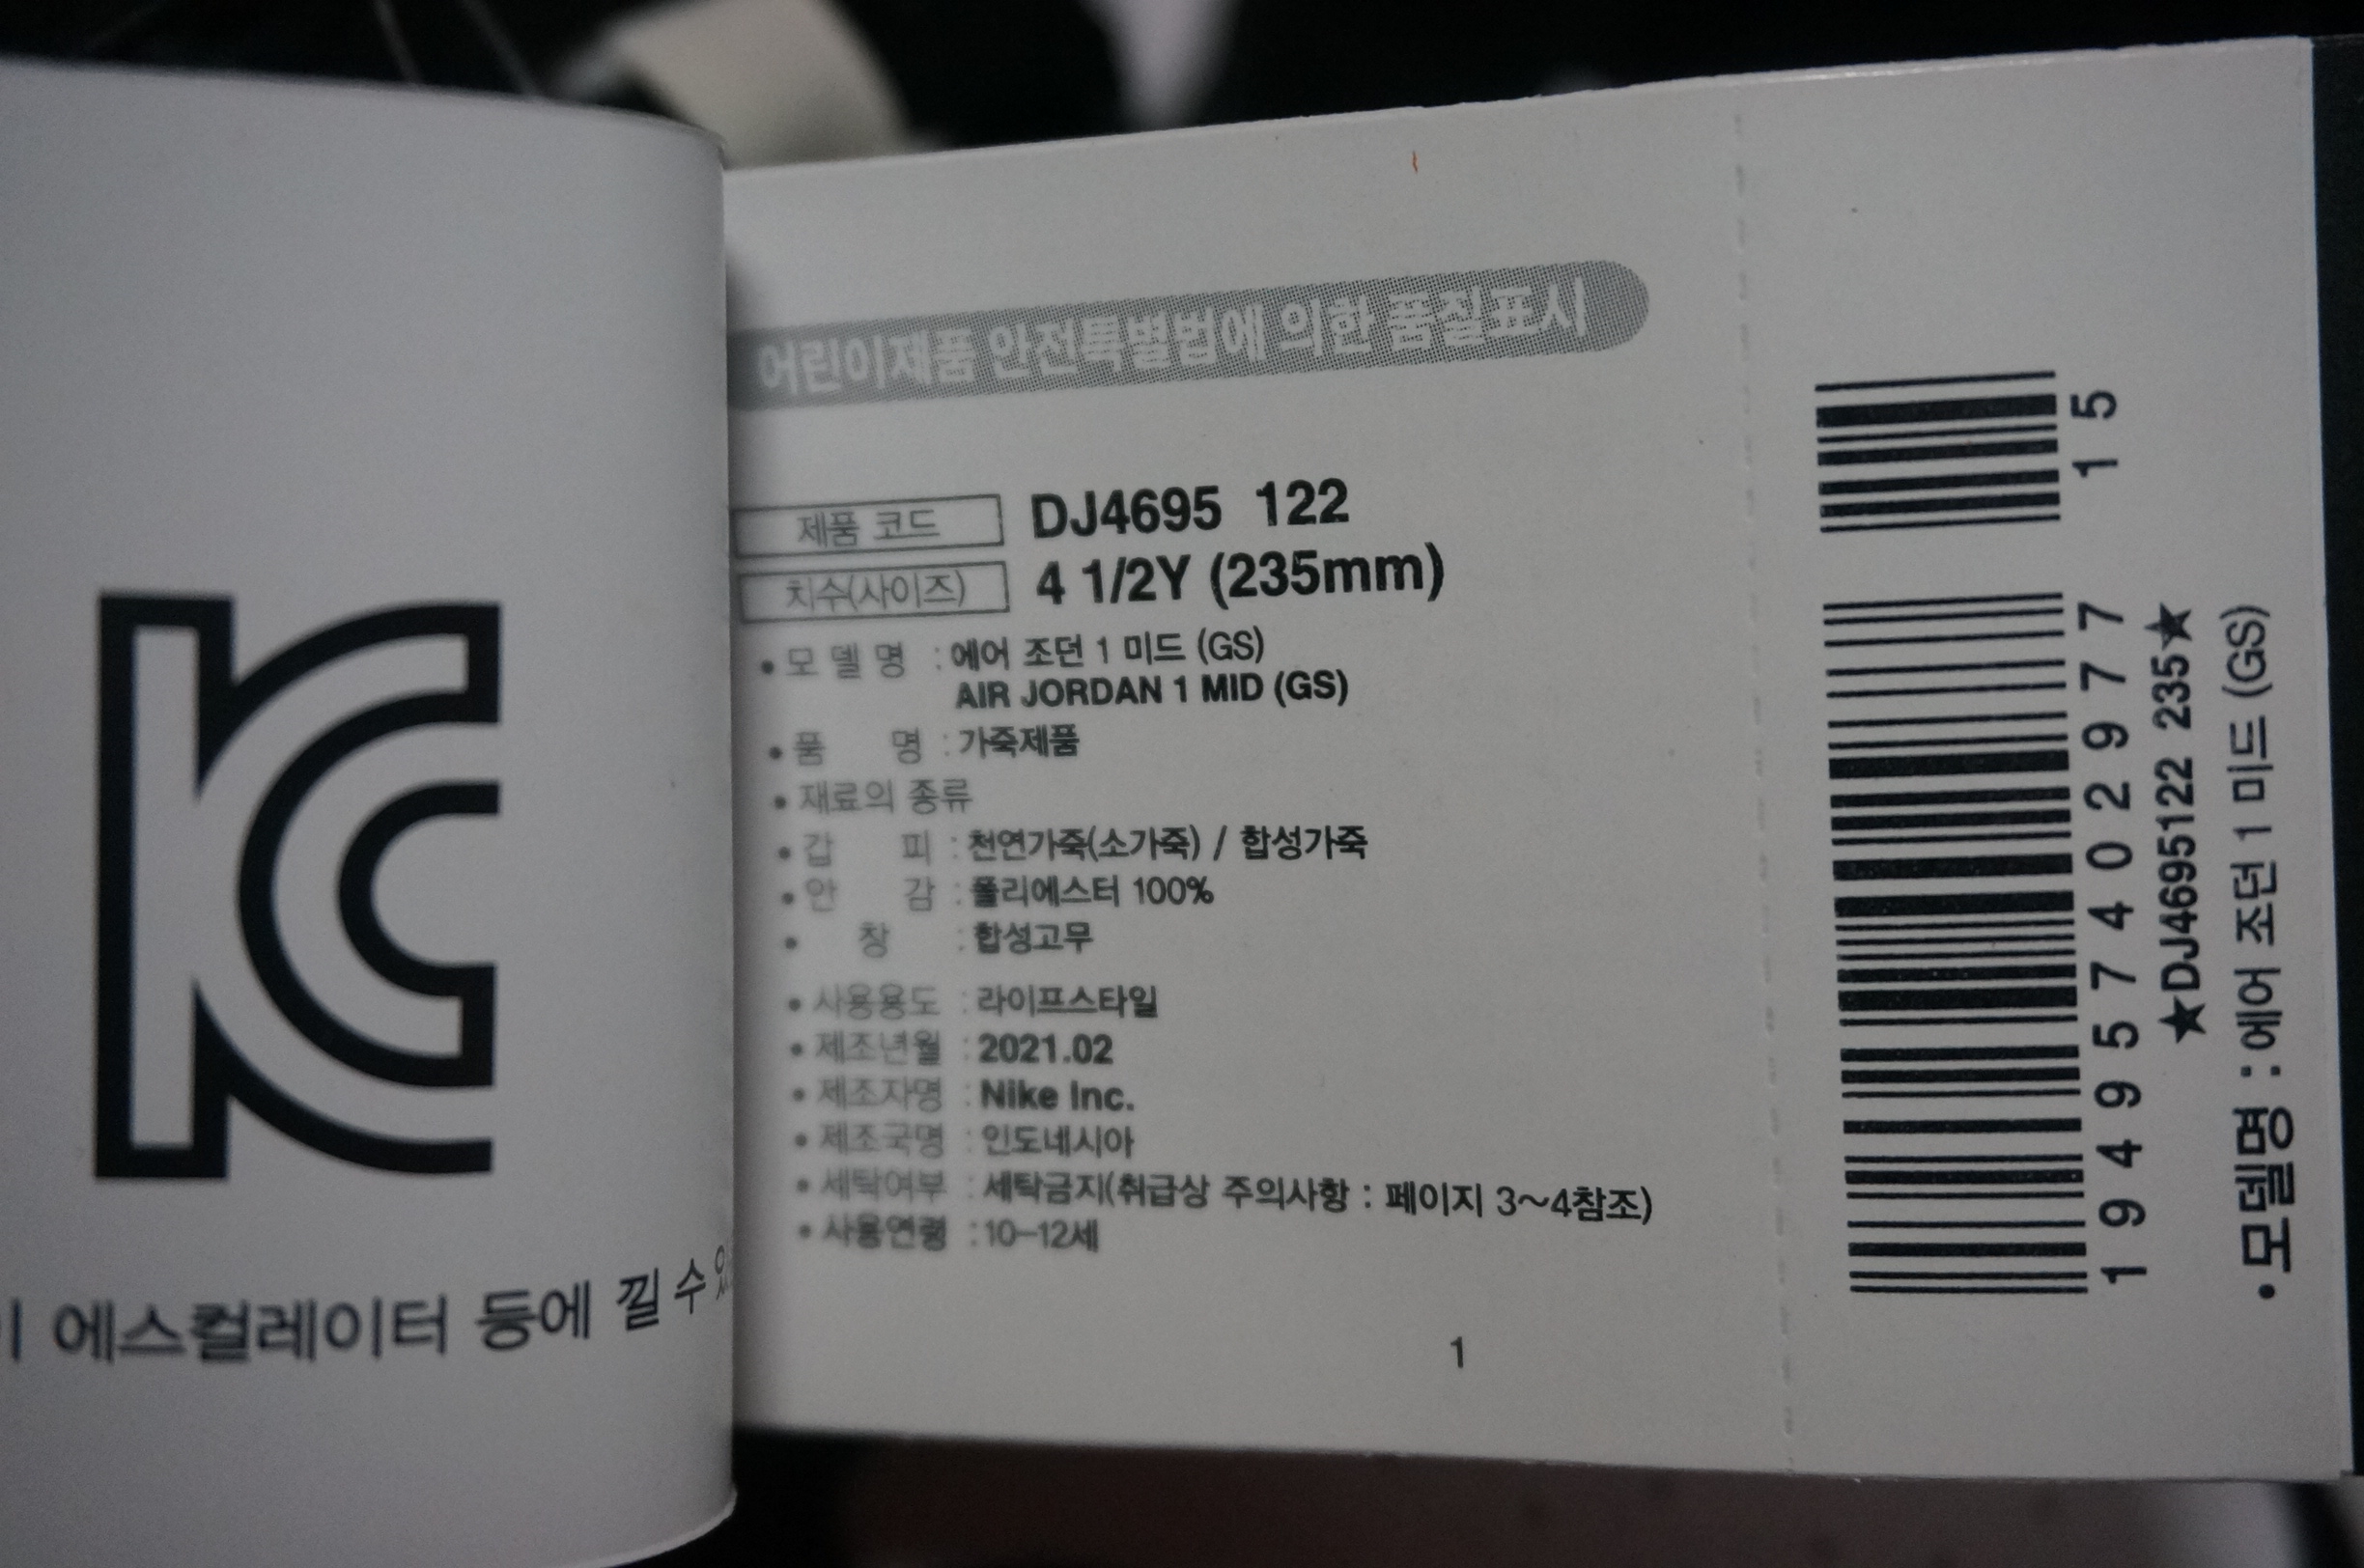 KC
에스컬레이터 등에 낄 수
어린이제품 안전특별법에 의한 품질표시
제품 코드 DJ4695 122
치수(사이즈) 4 1/2Y (235mm)
• 모 델 명 : 에어 조던 1 미드 (GS)
AIR JORDAN 1 MID (GS)
• 품 명 : 가죽제품
• 재료의 종류
• 갑 피 : 천연가죽(소가죽) / 합성가죽
• 안 감 : 폴리에스터 100%
• 창 : 합성고무
• 사용용도 : 라이프스타일
• 제조년월 : 2021.02
• 제조자명 : Nike Inc.
• 제조국명 : 인도네시아
• 세탁여부 : 세탁금지(취급상 주의사항 : 페이지 3~4참조)
• 사용연령 : 10-12세
1
1 5
1 9 4 9 5 7 4 0 2 9 7 7
★DJ4695122 235★
• 모델명 : 에어 조던 1 미드 (GS)